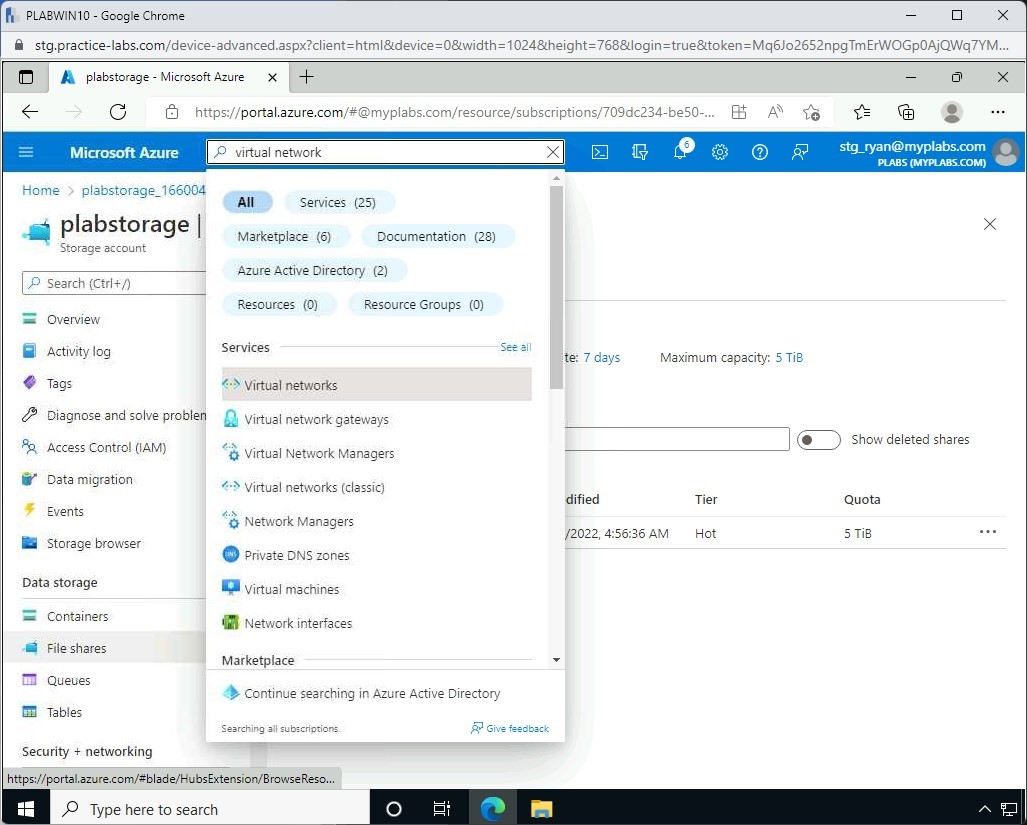 PLABWIN10 - Google Chrome
stg.practice-labs.com/device-advanced.aspx?client=html&device=0&width=1024&height=768&login=true&token=Mq6Jo2652npgTmErWOGp0AjQWq7YM...
plabstorage - Microsoft Azure
https://portal.azure.com/#@myplabs.com/resource/subscriptions/709dc234-be50-...
Microsoft Azure
virtual network
6
stg_ryan@myplabs.com
PLABS (MYPLABS.COM)
Home > plabstorage_166004
plabstorage |
Storage account
Search (Ctrl+/)
Overview
Activity log
Tags
Diagnose and solve problem
Access Control (IAM)
Data migration
Events
Storage browser
Data storage
Containers
File shares
Queues
Tables
Security + networking
All
Services (25)
Marketplace (6)
Documentation (28)
Azure Active Directory (2)
Resources (0)
Resource Groups (0)
Services
See all
Virtual networks
Virtual network gateways
Virtual Network Managers
Virtual networks (classic)
Network Managers
Private DNS zones
Virtual machines
Network interfaces
Marketplace
Continue searching in Azure Active Directory
Searching all subscriptions.
Give feedback
te: 7 days
Maximum capacity: 5 TiB
Show deleted shares
dified
Tier
Quota
/2022, 4:56:36 AM
Hot
5 TiB
https://portal.azure.com/#blade/HubsExtension/BrowseReso...
Type here to search